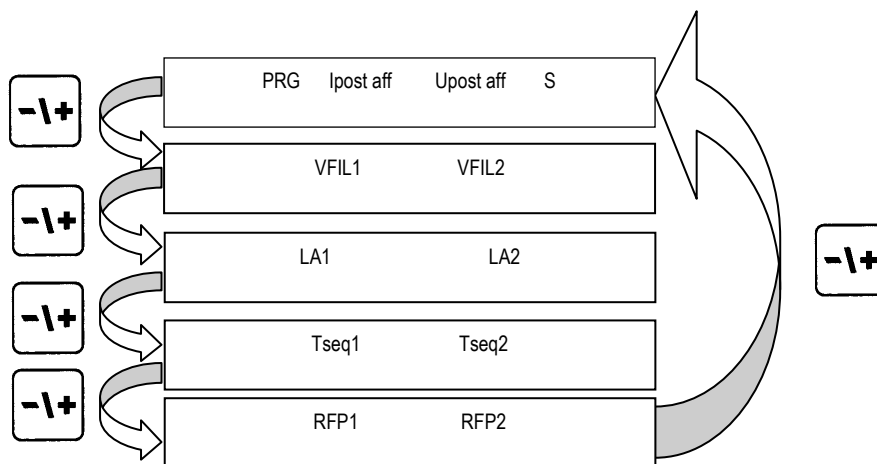 PRG Ipost aff Upost aff S
-\+
VFIL1 VFIL2
-\+
LA1 LA2
-\+
-\+
Tseq1 Tseq2
-\+
RFP1 RFP2